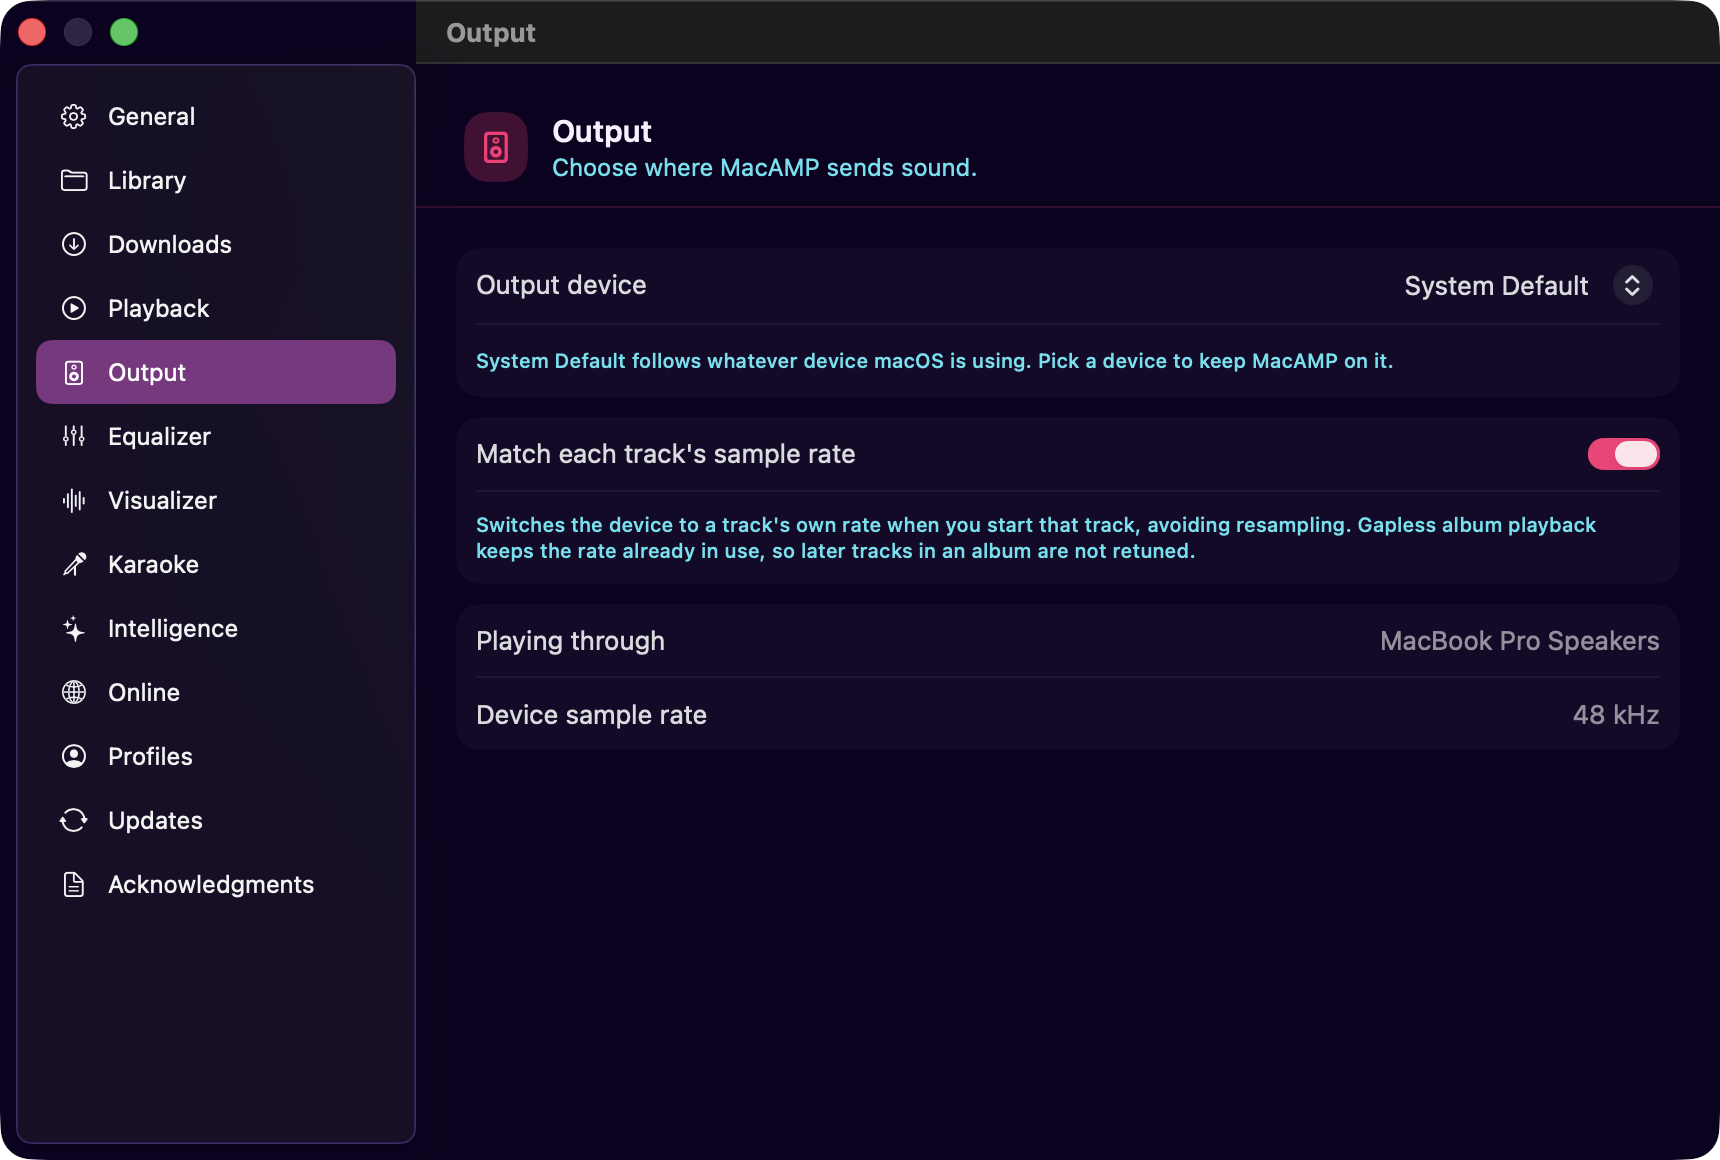 Output
General
Library
Downloads
Playback
Output
Equalizer
Visualizer
Karaoke
Intelligence
Online
Profiles
Updates
Acknowledgments
Output
Choose where MacAMP sends sound.
Output device
System Default
System Default follows whatever device macOS is using. Pick a device to keep MacAMP on it.
Match each track's sample rate
Switches the device to a track's own rate when you start that track, avoiding resampling. Gapless album playback
keeps the rate already in use, so later tracks in an album are not retuned.
Playing through
MacBook Pro Speakers
Device sample rate
48 kHz